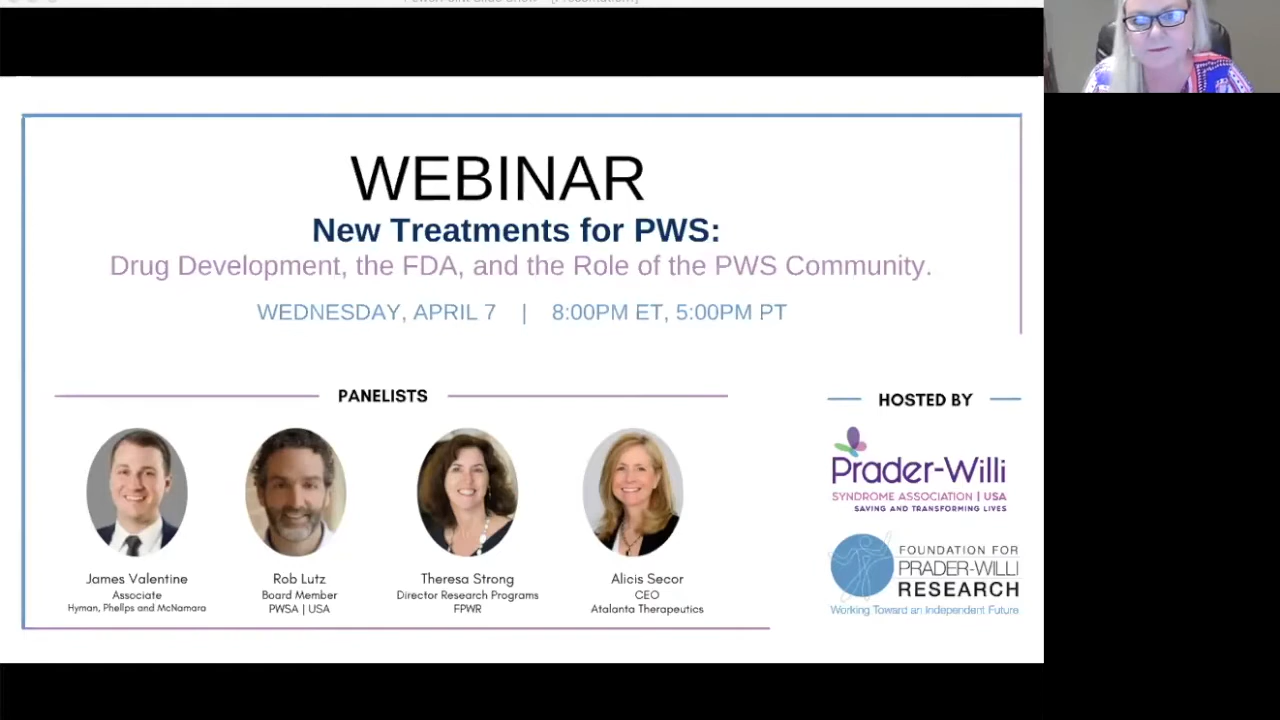 WEBINAR
New Treatments for PWS:
Drug Development, the FDA, and the Role of the PWS Community.
WEDNESDAY, APRIL 7 | 8:00PM ET, 5:00PM PT
PANELISTS
James Valentine
Associate
Hyman, Phellps and McNamara
Rob Lutz
Board Member
PWSA | USA
Theresa Strong
Director Research Programs
FPWR
Alicis Secor
CEO
Atalanta Therapeutics
HOSTED BY
Prader-Willi
SYNDROME ASSOCIATION | USA
SAVING AND TRANSFORMING LIVES
FOUNDATION FOR
PRADER-WILLI
RESEARCH
Working Toward an Independent Future